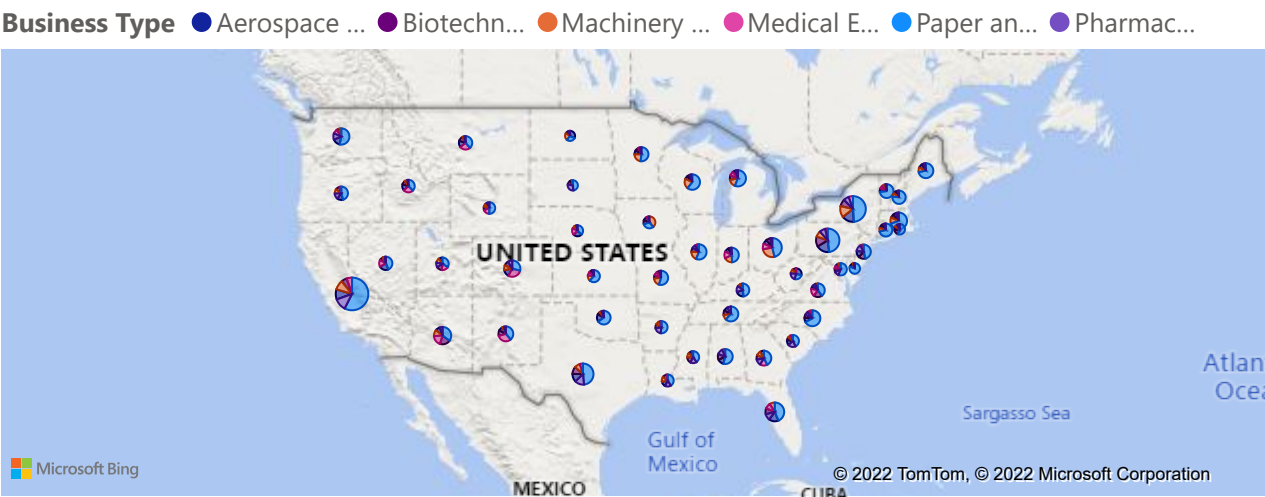 Business Type Aerospace ... Biotechn... Machinery ... Medical E... Paper an... Pharmac...
UNITED STATES
Atlan
Ocea
Sargasso Sea
Gulf of
Mexico
Microsoft Bing
© 2022 TomTom, © 2022 Microsoft Corporation
MEXICO
CUBA